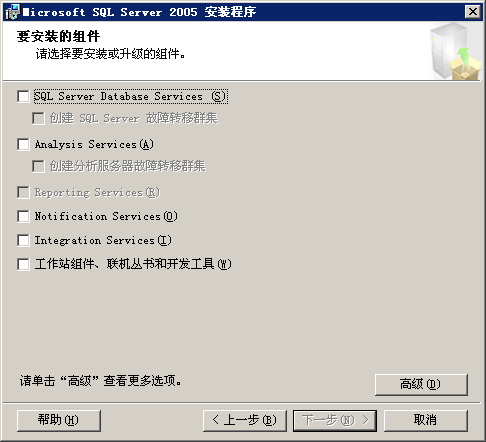 Microsoft SQL Server 2005 安装程序
要安装的组件
请选择要安装或升级的组件。
SQL Server Database Services (S)
创建 SQL Server 故障转移群集
Analysis Services(A)
创建分析服务器故障转移群集
Reporting Services(R)
Notification Services(O)
Integration Services(I)
工作站组件、联机丛书和开发工具(W)
请单击“高级”查看更多选项。
高级(D)
帮助(H)
< 上一步(B)
下一步(N) >
取消